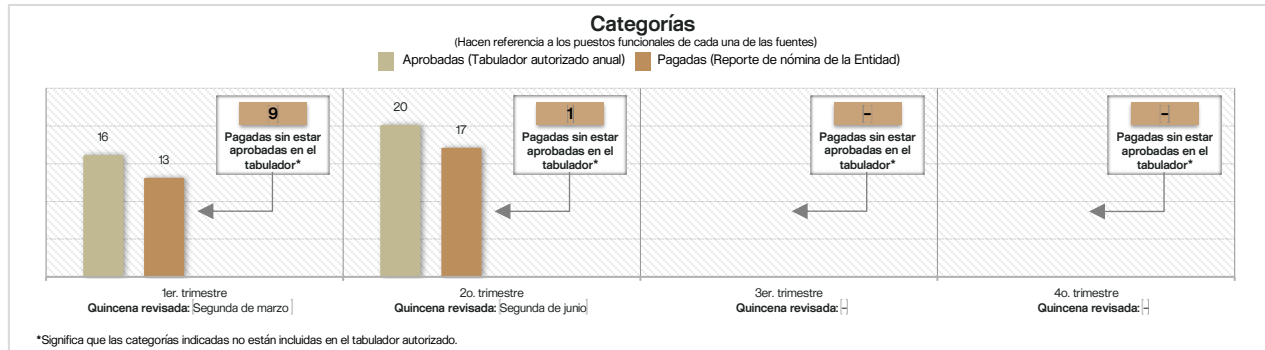 Categorías
(Hacen referencia a los puestos funcionales de cada una de las fuentes)
Aprobadas (Tabulador autorizado anual) Pagadas (Reporte de nómina de la Entidad)
16
13
9
Pagadas sin estar
aprobadas en el
tabulador*
20
17
1
Pagadas sin estar
aprobadas en el
tabulador*
-
Pagadas sin estar
aprobadas en el
tabulador*
-
Pagadas sin estar
aprobadas en el
tabulador*
1er. trimestre
Quincena revisada: Segunda de marzo
2o. trimestre
Quincena revisada: Segunda de junio
3er. trimestre
Quincena revisada: -
4o. trimestre
Quincena revisada: -
*Significa que las categorías indicadas no están incluidas en el tabulador autorizado.